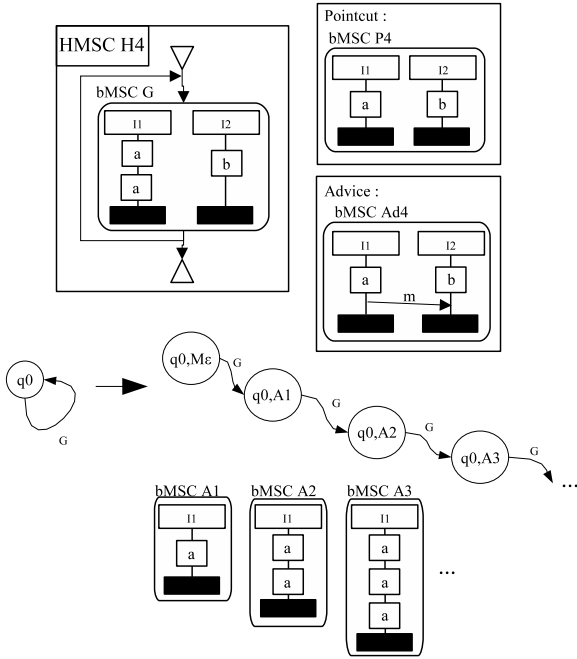 HMSC H4
bMSC G
I1 I2
a
b
a
Pointcut :
bMSC P4
I1 I2
a b
Advice :
bMSC Ad4
I1 I2
a b
m
q0
G
q0,Mε
G
q0,A1
G
q0,A2
G
q0,A3
G
...
bMSC A1 bMSC A2 bMSC A3
I1 I1 I1
a a a
a a
a
...